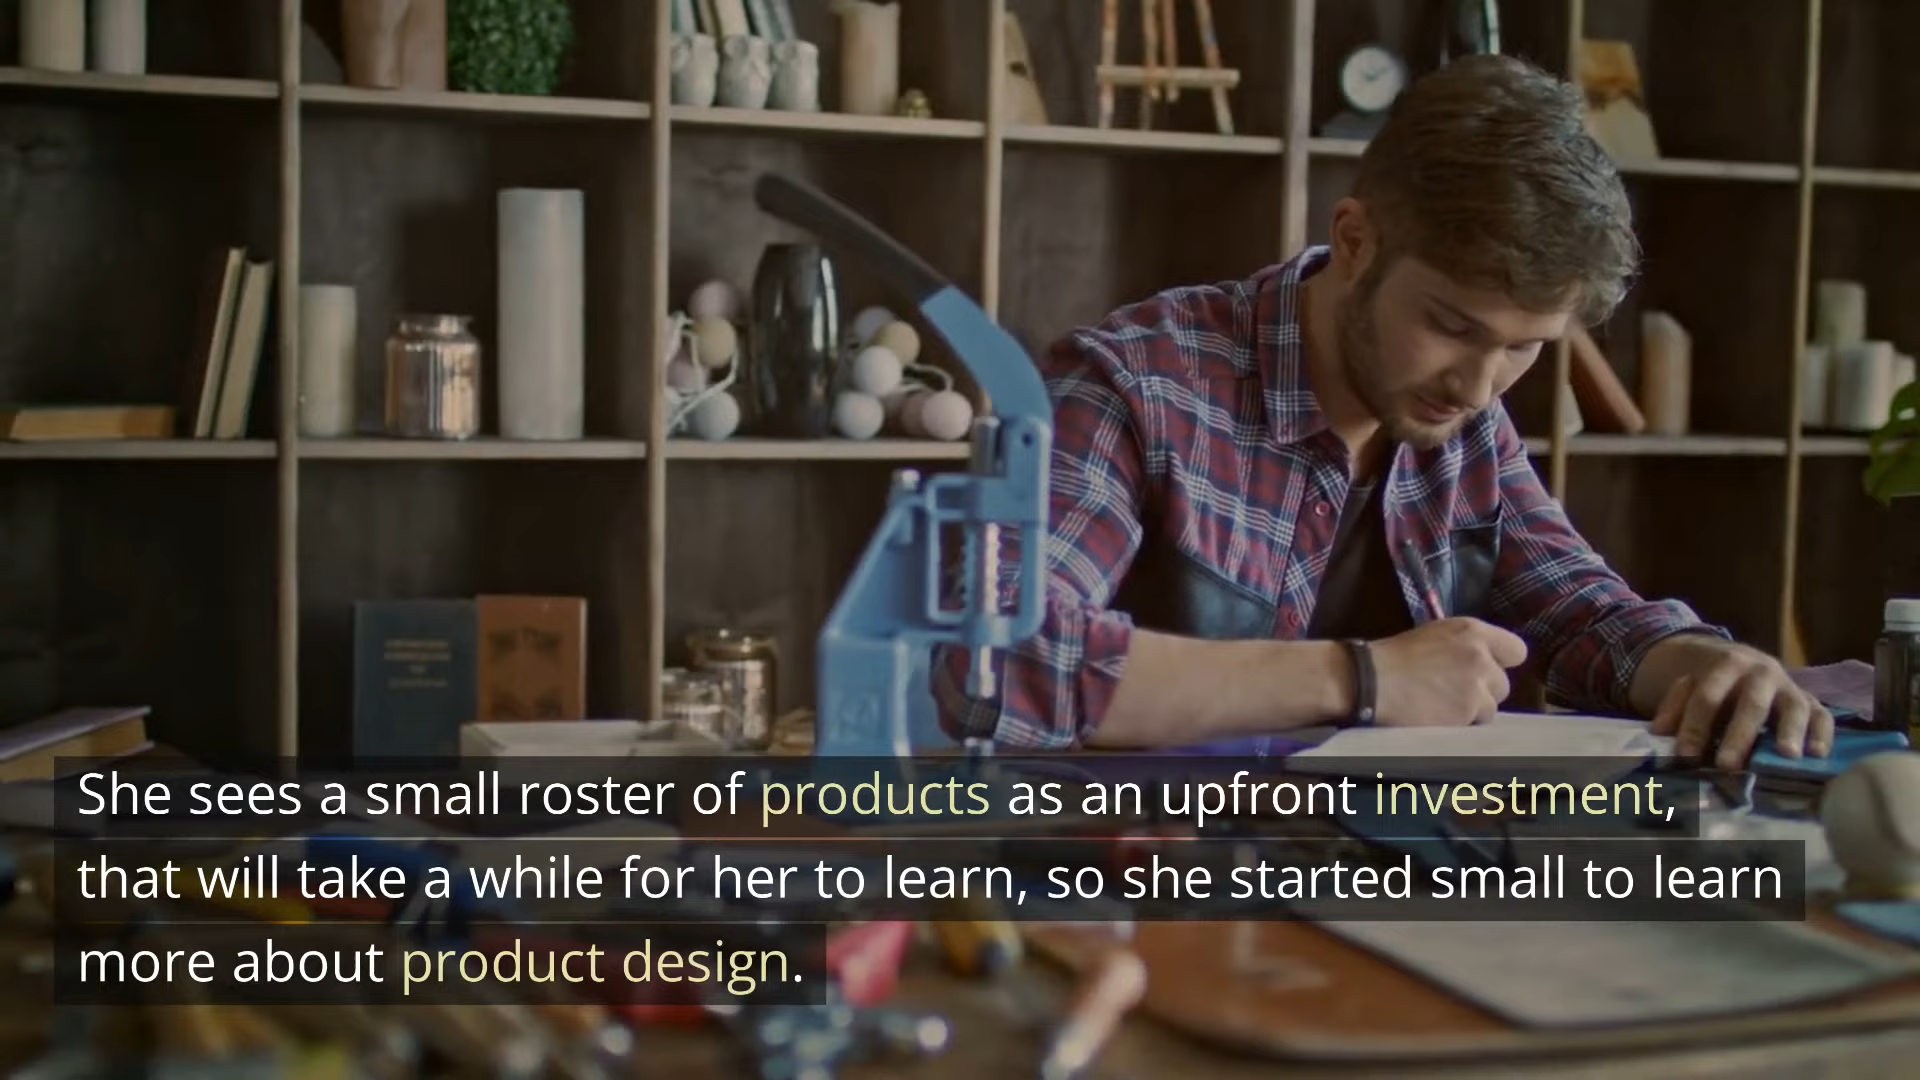 She sees a small roster of products as an upfront investment,
that will take a while for her to learn, so she started small to learn
more about product design.